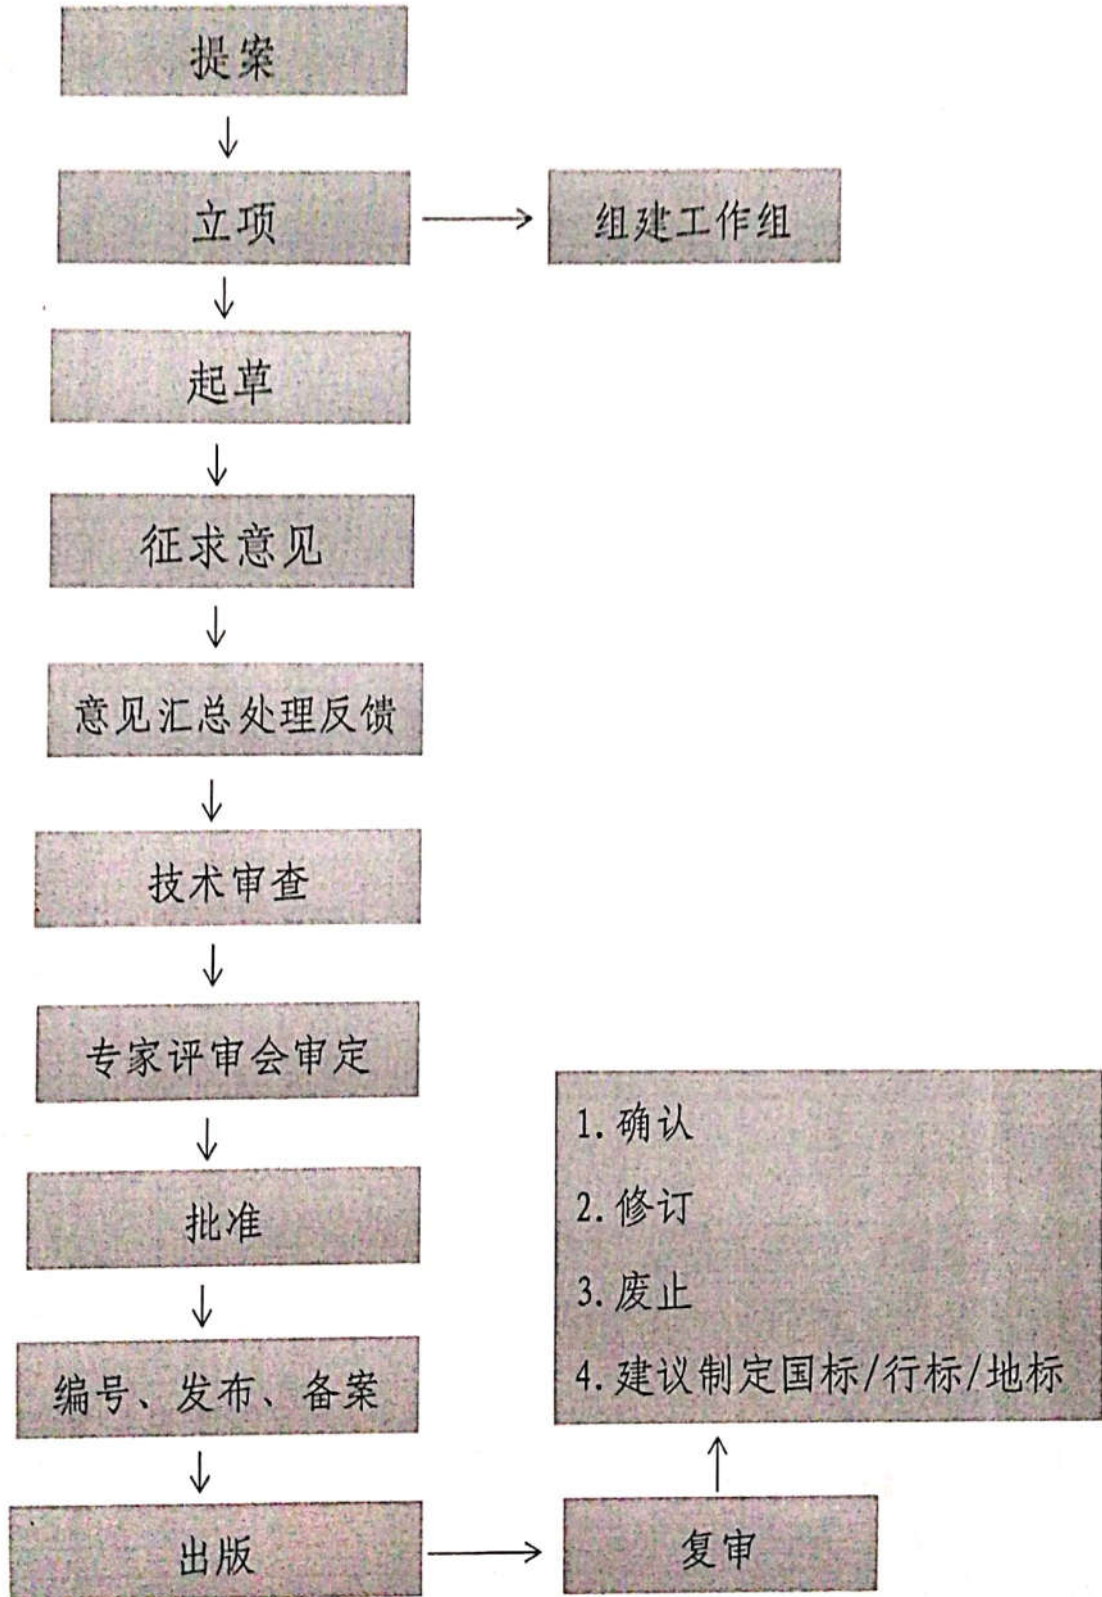 提案
立项
组建工作组
起草
征求意见
意见汇总处理反馈
技术审查
专家评审会审定
批准
编号、发布、备案
出版
复审
1.确认
2.修订
3.废止
4.建议制定国标/行标/地标